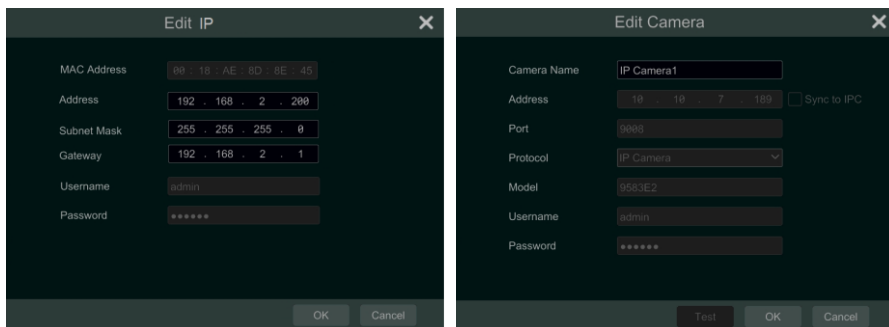 Edit IP
MAC Address 00 : 18 : AE : 8D : 8E : 45
Address 192 . 168 . 2 . 200
Subnet Mask 255 . 255 . 255 . 0
Gateway 192 . 168 . 2 . 1
Username admin
Password ●●●●●●
OK Cancel
Edit Camera
Camera Name IP Camera1
Address 10 . 10 . 7 . 189 Sync to IPC
Port 9008
Protocol IP Camera
Model 9583E2
Username admin
Password ●●●●●●
Test OK Cancel